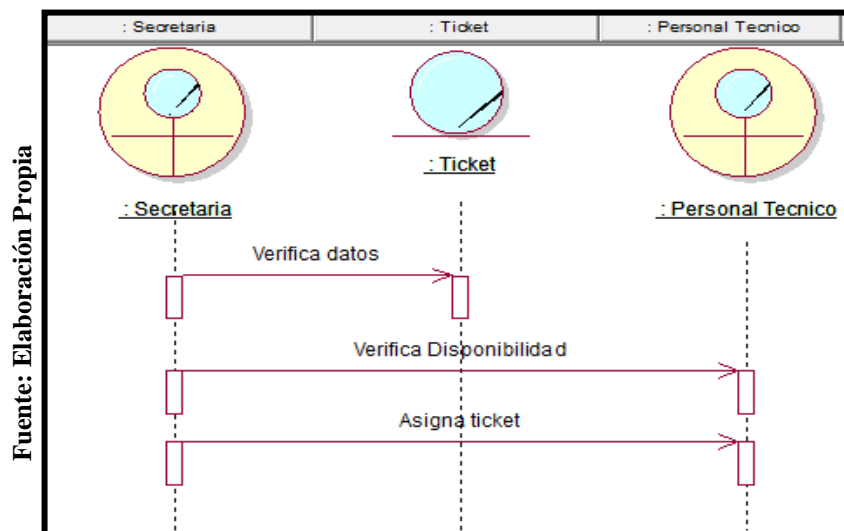 : Secretaria
: Ticket
: Personal Tecnico
: Ticket
: Secretaria
: Personal Tecnico
Verifica datos
Verifica Disponibilidad
Asigna ticket
Fuente: Elaboración Propia